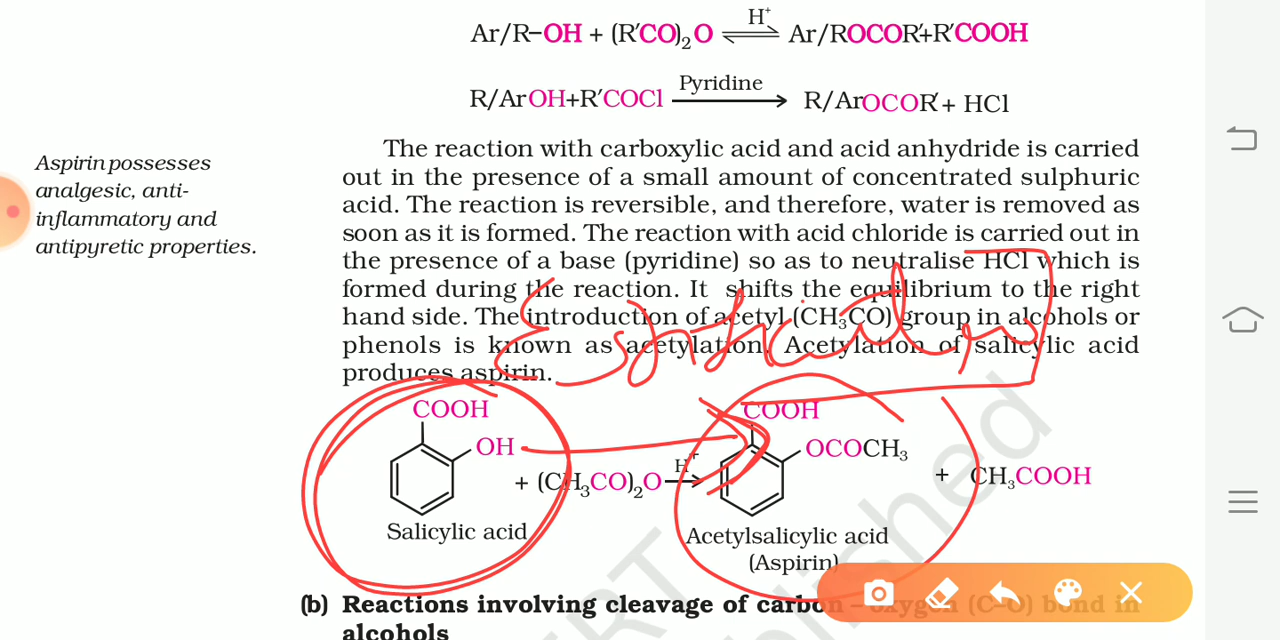 Ar/R–OH + (R′CO)₂O ⇌ Ar/ROCOR′+R′COOH
H⁺
R/ArOH+R′COCl → R/ArOCOR′+ HCl
Pyridine
The reaction with carboxylic acid and acid anhydride is carried
out in the presence of a small amount of concentrated sulphuric
acid. The reaction is reversible, and therefore, water is removed as
soon as it is formed. The reaction with acid chloride is carried out in
the presence of a base (pyridine) so as to neutralise HCl which is
formed during the reaction. It shifts the equilibrium to the right
hand side. The introduction of acetyl (CH₃CO) group in alcohols or
phenols is known as acetylation. Acetylation of salicylic acid
produces aspirin.
Aspirin possesses
analgesic, anti-
inflammatory and
antipyretic properties.
COOH
OH
+ (CH₃CO)₂O
H⁺
COOH
OCOCH₃
+ CH₃COOH
Salicylic acid
Acetylsalicylic acid
(Aspirin)
(b) Reactions involving cleavage of carbon – oxygen (C–O) bond in
alcohols